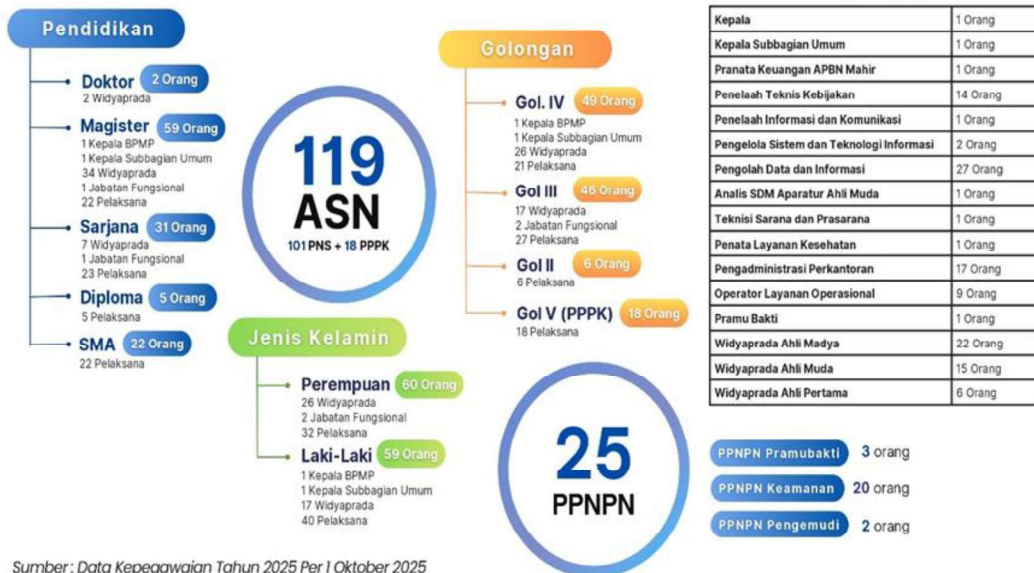 Pendidikan
Doktor 2 Orang
2 Widyaprada
Magister 59 Orang
1 Kepala BPMP
1 Kepala Subbagian Umum
34 Widyaprada
1 Jabatan Fungsional
22 Pelaksana
Sarjana 31 Orang
7 Widyaprada
1 Jabatan Fungsional
23 Pelaksana
Diploma 5 Orang
5 Pelaksana
SMA 22 Orang
22 Pelaksana
119
ASN
101 PNS + 18 PPPK
Jenis Kelamin
Perempuan 60 Orang
26 Widyaprada
2 Jabatan Fungsional
32 Pelaksana
Laki-Laki 59 Orang
1 Kepala BPMP
1 Kepala Subbagian Umum
17 Widyaprada
40 Pelaksana
Golongan
Gol. IV 49 Orang
1 Kepala BPMP
1 Kepala Subbagian Umum
26 Widyaprada
21 Pelaksana
Gol III 46 Orang
17 Widyaprada
2 Jabatan Fungsional
27 Pelaksana
Gol II 6 Orang
6 Pelaksana
Gol V (PPPK) 18 Orang
18 Pelaksana
25
PPNPN
Kepala 1 Orang
Kepala Subbagian Umum 1 Orang
Pranata Keuangan APBN Mahir 1 Orang
Penelaah Teknis Kebijakan 14 Orang
Penelaah Informasi dan Komunikasi 1 Orang
Pengelola Sistem dan Teknologi Informasi 2 Orang
Pengolah Data dan Informasi 27 Orang
Analis SDM Aparatur Ahli Muda 1 Orang
Teknisi Sarana dan Prasarana 1 Orang
Penata Layanan Kesehatan 1 Orang
Pengadministrasi Perkantoran 17 Orang
Operator Layanan Operasional 9 Orang
Pramu Bakti 1 Orang
Widyaprada Ahli Madya 22 Orang
Widyaprada Ahli Muda 15 Orang
Widyaprada Ahli Pertama 6 Orang
PPNPN Pramubakti 3 orang
PPNPN Keamanan 20 orang
PPNPN Pengemudi 2 orang
Sumber : Data Kepegawaian Tahun 2025 Per 1 Oktober 2025